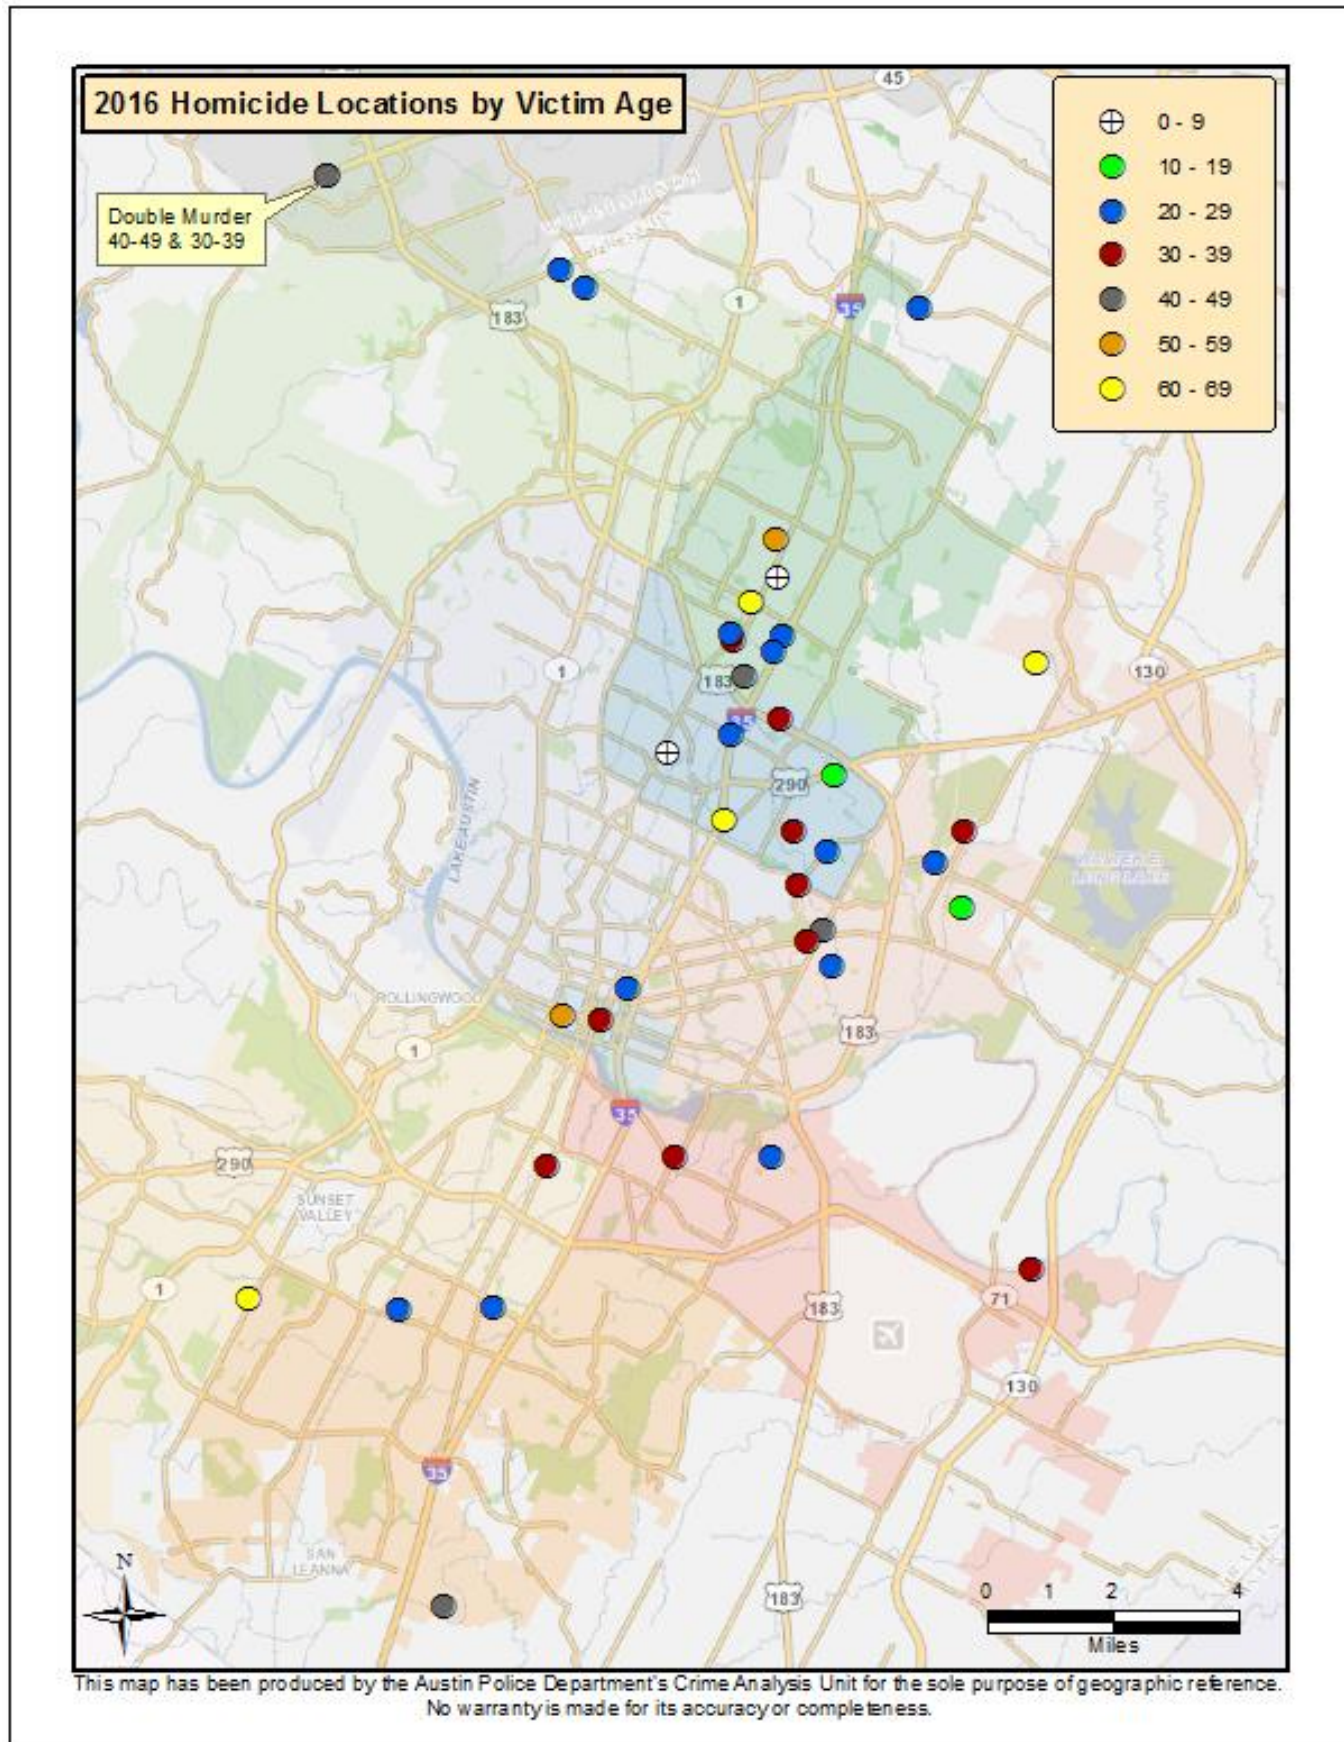 2016 Homicide Locations by Victim Age
45
0 - 9
10 - 19
20 - 29
30 - 39
40 - 49
50 - 59
60 - 69
Double Murder
40-49 & 30-39
183
1
35
1
183
130
35
290
LAKE AUSTIN
ROLLINGWOOD
1
183
35
290
SUNSET
VALLEY
1
183
71
130
35
SAN
LEANNA
183
N
0 1 2 4
Miles
This map has been produced by the Austin Police Department's Crime Analysis Unit for the sole purpose of geographic reference.
No warranty is made for its accuracy or completeness.